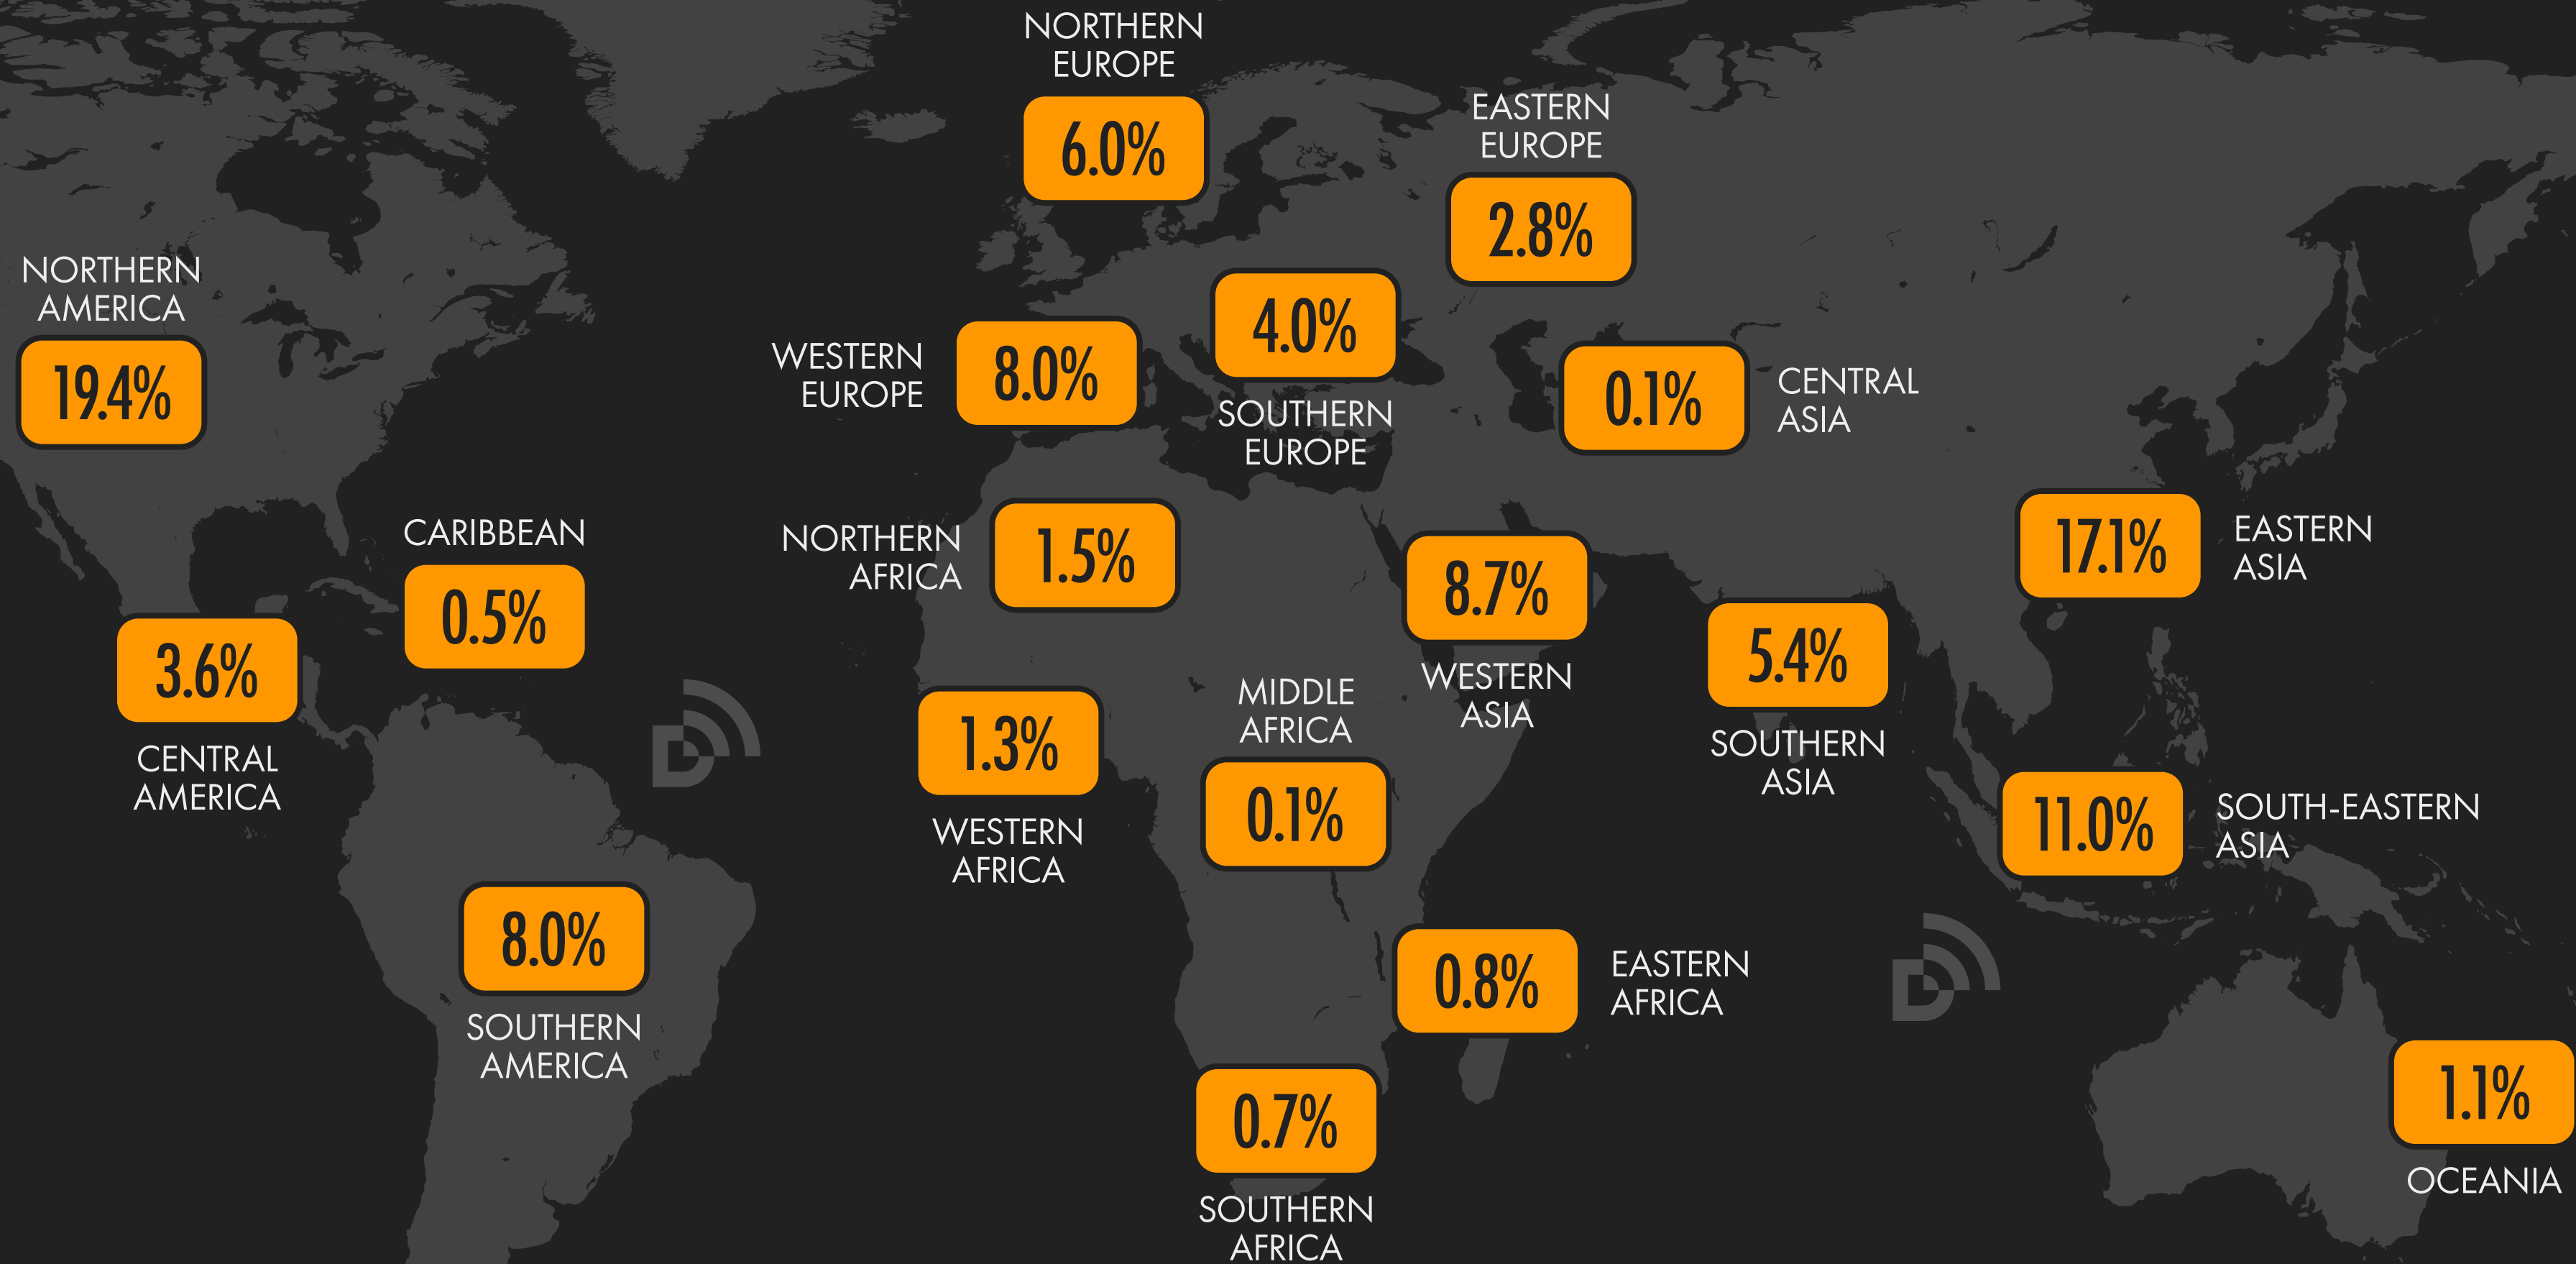 NORTHERN
EUROPE
6.0%
EASTERN
EUROPE
2.8%
NORTHERN
AMERICA
19.4%
WESTERN
EUROPE
8.0%
4.0%
SOUTHERN
EUROPE
0.1%
CENTRAL
ASIA
CARIBBEAN
0.5%
NORTHERN
AFRICA
1.5%
8.7%
WESTERN
ASIA
17.1%
EASTERN
ASIA
3.6%
CENTRAL
AMERICA
5.4%
SOUTHERN
ASIA
1.3%
WESTERN
AFRICA
MIDDLE
AFRICA
0.1%
11.0%
SOUTH-EASTERN
ASIA
8.0%
SOUTHERN
AMERICA
0.8%
EASTERN
AFRICA
0.7%
SOUTHERN
AFRICA
1.1%
OCEANIA